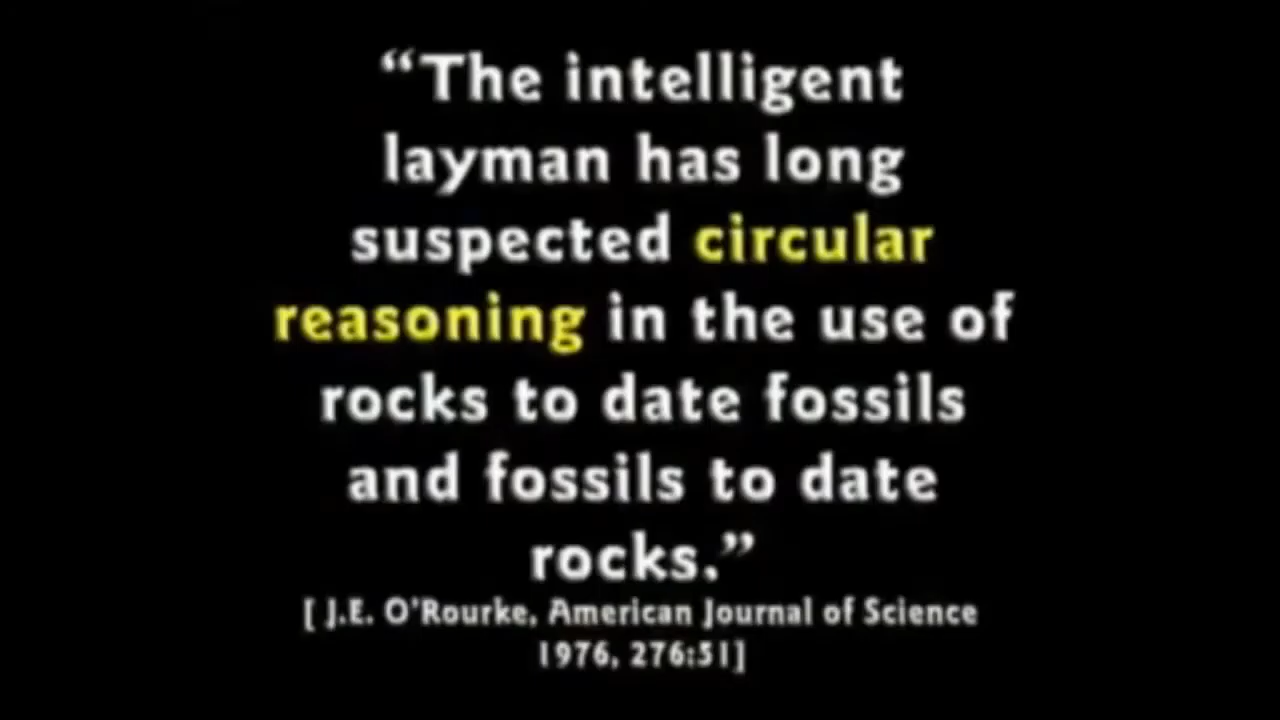 “The intelligent
layman has long
suspected circular
reasoning in the use of
rocks to date fossils
and fossils to date
rocks.”
[ J.E. O’Rourke, American Journal of Science
1976, 276:51]